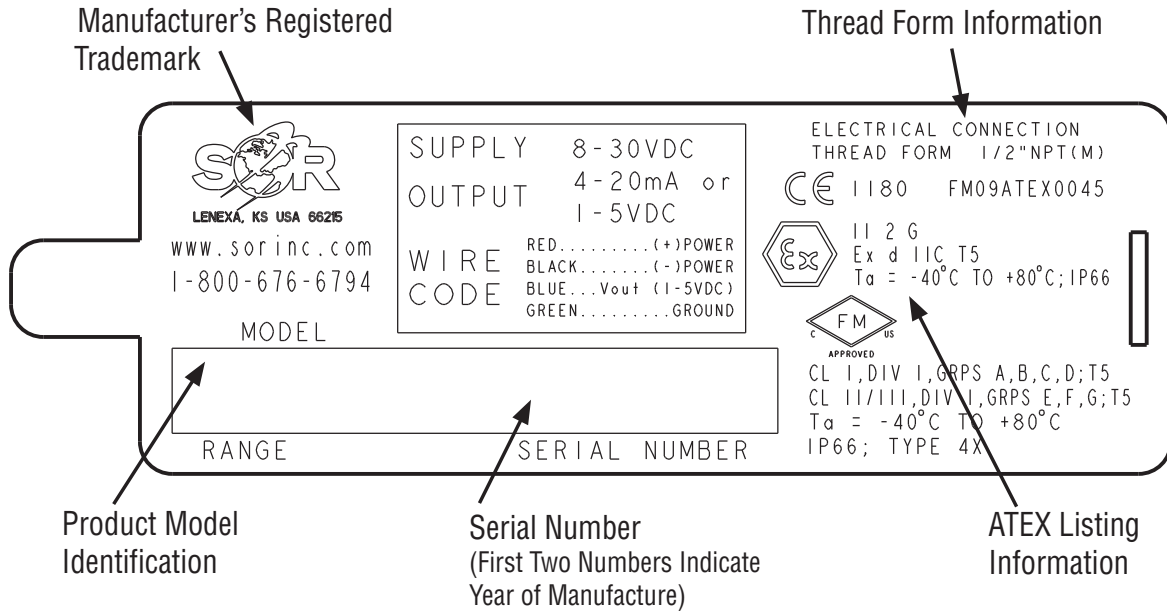 Manufacturer's Registered
Trademark
Thread Form Information
SOR
LENEXA, KS USA 66215
www.sorinc.com
1-800-676-6794
MODEL
SUPPLY 8-30VDC
OUTPUT 4-20mA or
1-5VDC
WIRE
CODE
RED.........(+)POWER
BLACK.......(-)POWER
BLUE...Vout (1-5VDC)
GREEN.........GROUND
ELECTRICAL CONNECTION
THREAD FORM 1/2"NPT(M)
CE 1180 FM09ATEX0045
Ex
II 2 G
Ex d IIC T5
Ta = -40°C TO +80°C;IP66
FM
C US
APPROVED
CL I,DIV I,GRPS A,B,C,D;T5
CL II/III,DIV I,GRPS E,F,G;T5
Ta = -40°C TO +80°C
IP66; TYPE 4X
RANGE
SERIAL NUMBER
Product Model
Identification
Serial Number
(First Two Numbers Indicate
Year of Manufacture)
ATEX Listing
Information